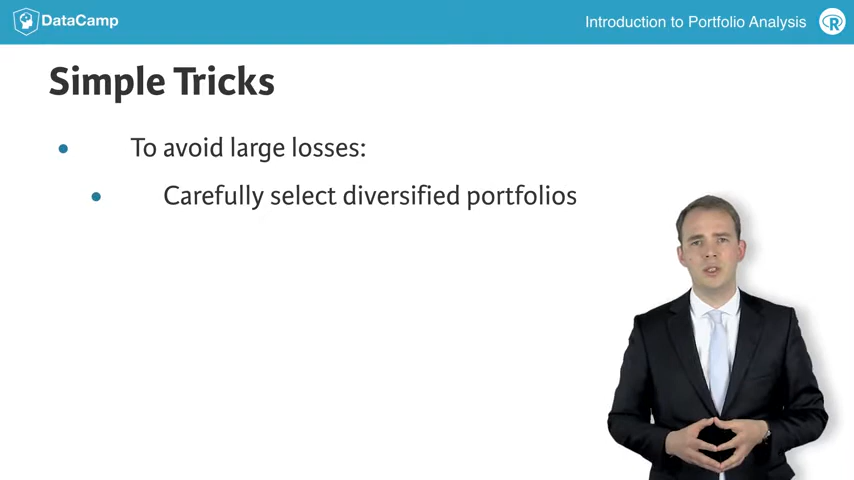 DataCamp
Introduction to Portfolio Analysis
R
Simple Tricks
• To avoid large losses:
• Carefully select diversified portfolios